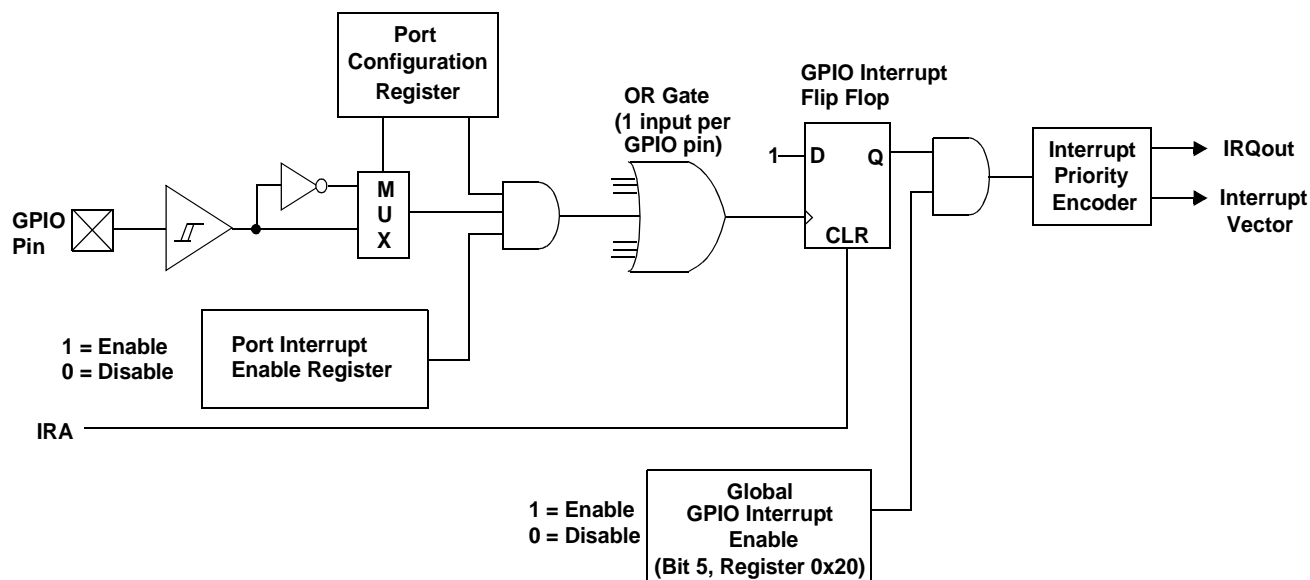 Port
Configuration
Register
GPIO Interrupt
Flip Flop
OR Gate
(1 input per
GPIO pin)
1
D
Q
CLR
M
U
X
GPIO
Pin
Interrupt
Priority
Encoder
IRQout
Interrupt
Vector
1 = Enable
0 = Disable
Port Interrupt
Enable Register
IRA
1 = Enable
0 = Disable
Global
GPIO Interrupt
Enable
(Bit 5, Register 0x20)